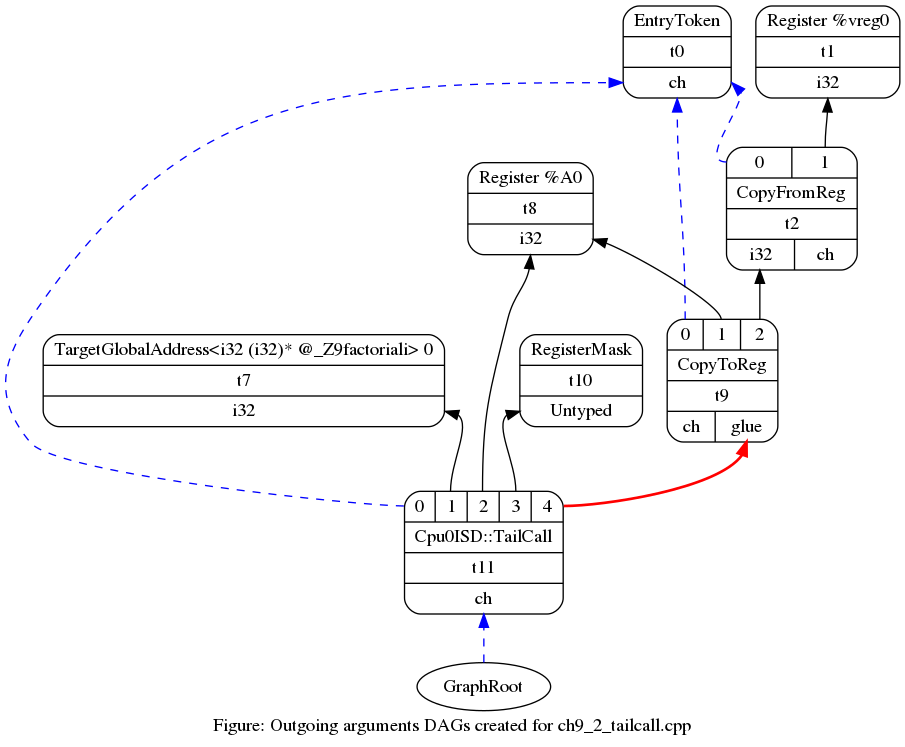 EntryToken
t0
ch
Register %vreg0
t1
i32
0 1
CopyFromReg
t2
i32 ch
Register %A0
t8
i32
TargetGlobalAddress<i32 (i32)* @_Z9factoriali> 0
t7
i32
RegisterMask
t10
Untyped
0 1 2
CopyToReg
t9
ch glue
0 1 2 3 4
Cpu0ISD::TailCall
t11
ch
GraphRoot
Figure: Outgoing arguments DAGs created for ch9_2_tailcall.cpp